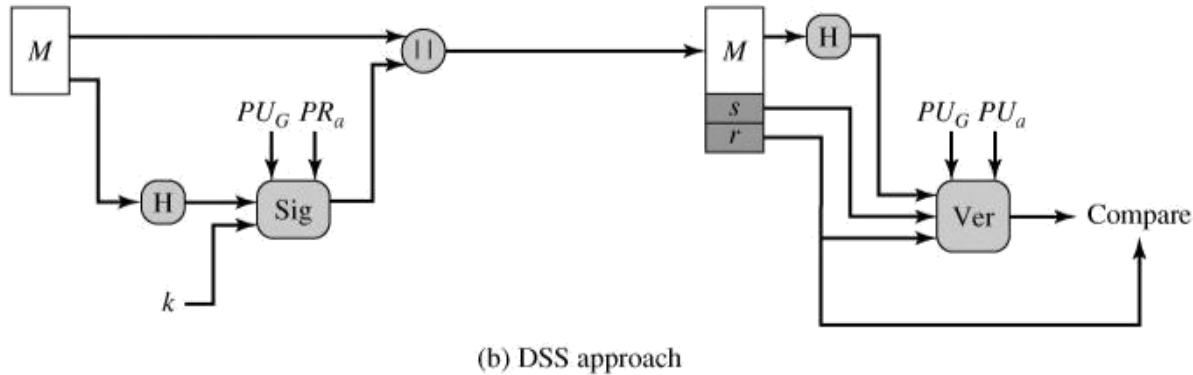 M
||
M
H
s
r
PU_G PR_a
PU_G PU_a
H
Sig
Ver
Compare
k
(b) DSS approach